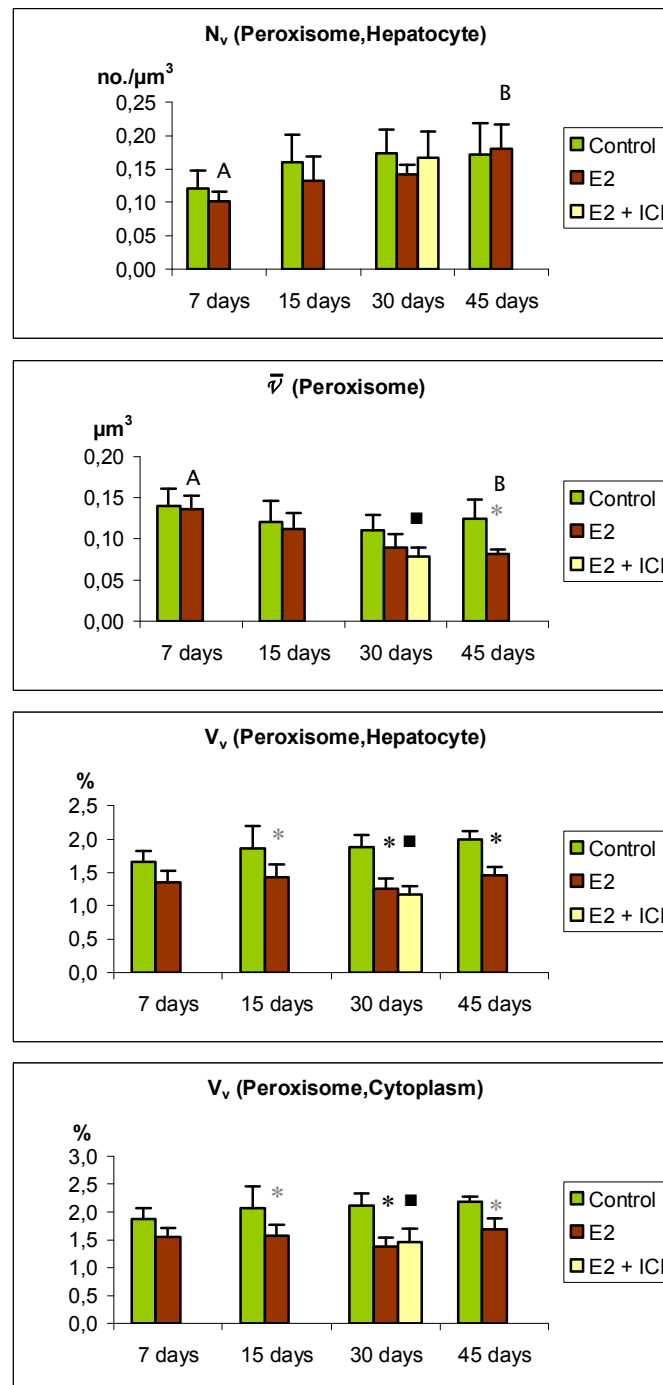 Nᵥ (Peroxisome,Hepatocyte)
no./µm³
0,25
0,20
0,15
0,10
0,05
0,00
A
B
7 days 15 days 30 days 45 days
Control
E2
E2 + ICI
v̄ (Peroxisome)
µm³
0,20
0,15
0,10
0,05
0,00
A
■
B
*
7 days 15 days 30 days 45 days
Control
E2
E2 + ICI
Vᵥ (Peroxisome,Hepatocyte)
%
2,5
2,0
1,5
1,0
0,5
0,0
* * ■ *
7 days 15 days 30 days 45 days
Control
E2
E2 + ICI
Vᵥ (Peroxisome,Cytoplasm)
%
3,0
2,5
2,0
1,5
1,0
0,5
0,0
* * ■ *
7 days 15 days 30 days 45 days
Control
E2
E2 + ICI